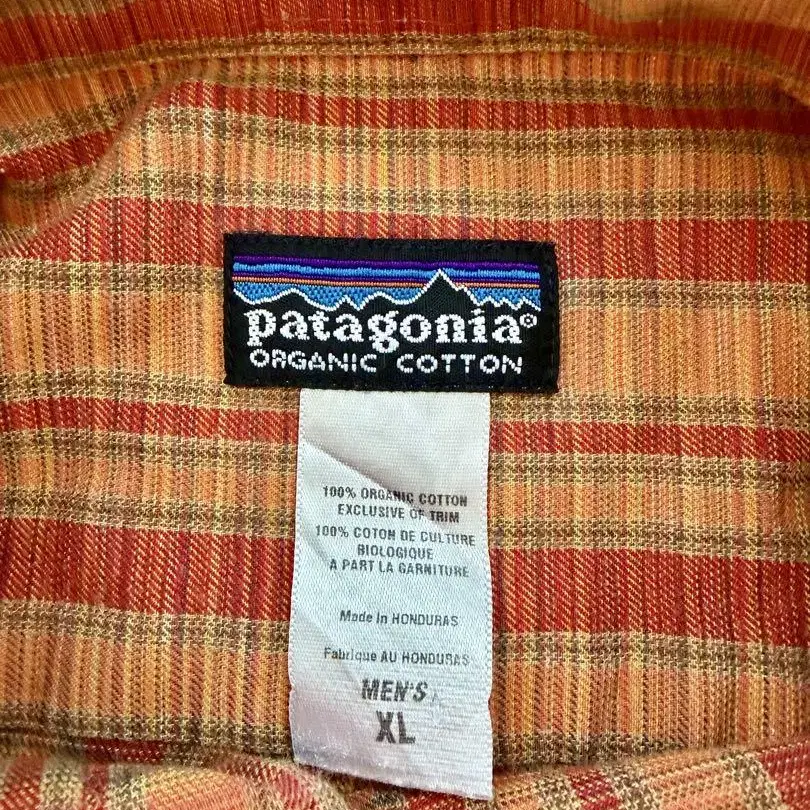 patagonia®
ORGANIC COTTON
100% ORGANIC COTTON
EXCLUSIVE OF TRIM
100% COTON DE CULTURE
BIOLOGIQUE
A PART LA GARNITURE
Made in HONDURAS
Fabrique AU HONDURAS
MEN'S
XL